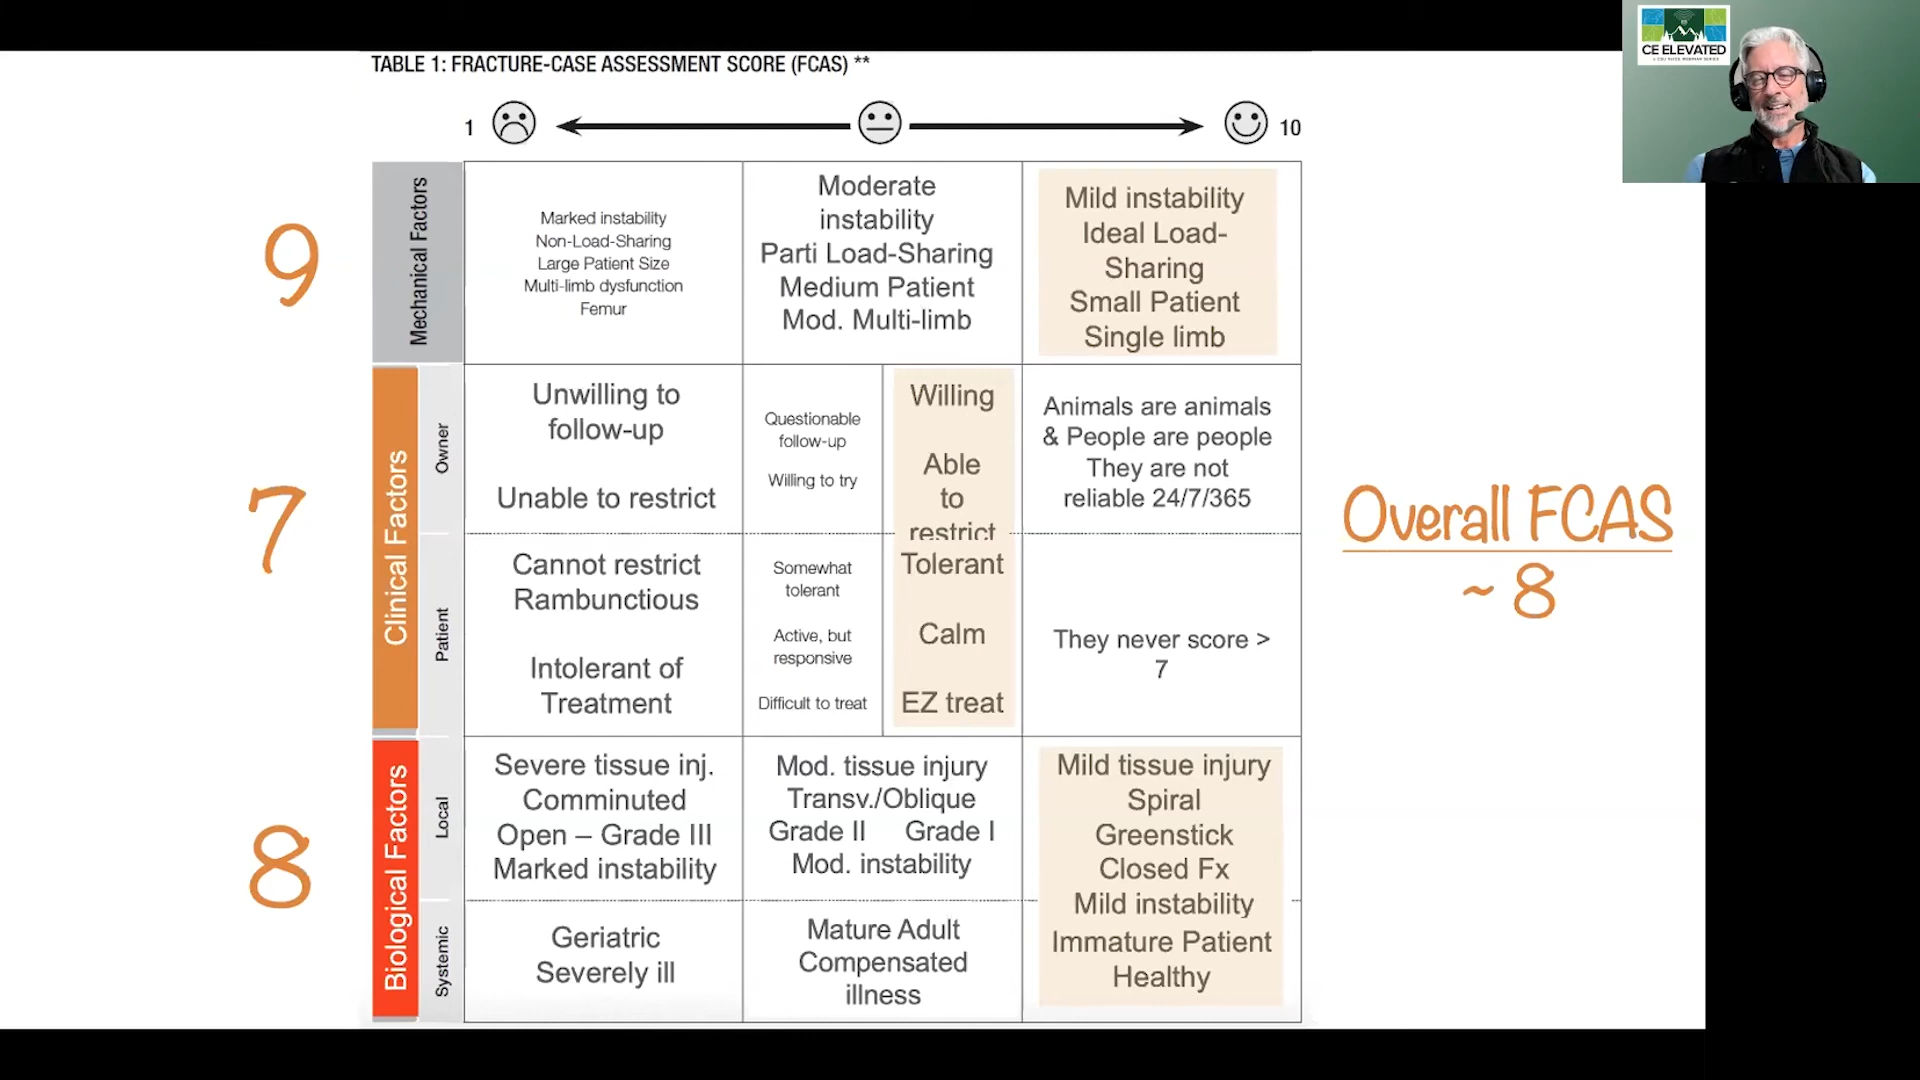 TABLE 1: FRACTURE-CASE ASSESSMENT SCORE (FCAS) **
CE ELEVATED
1
10
9
Mechanical Factors
Marked instability
Non-Load-Sharing
Large Patient Size
Multi-limb dysfunction
Femur
Moderate
instability
Parti Load-Sharing
Medium Patient
Mod. Multi-limb
Mild instability
Ideal Load-
Sharing
Small Patient
Single limb
7
Clinical Factors
Owner
Unwilling to
follow-up
Unable to restrict
Questionable
follow-up
Willing to try
Willing
Able
to
restrict
Animals are animals
& People are people
They are not
reliable 24/7/365
Patient
Cannot restrict
Rambunctious
Intolerant of
Treatment
Somewhat
tolerant
Active, but
responsive
Difficult to treat
Tolerant
Calm
EZ treat
They never score >
7
Overall FCAS
~ 8
8
Biological Factors
Local
Severe tissue inj.
Comminuted
Open – Grade III
Marked instability
Mod. tissue injury
Transv./Oblique
Grade II Grade I
Mod. instability
Mild tissue injury
Spiral
Greenstick
Closed Fx
Mild instability
Systemic
Geriatric
Severely ill
Mature Adult
Compensated
illness
Immature Patient
Healthy